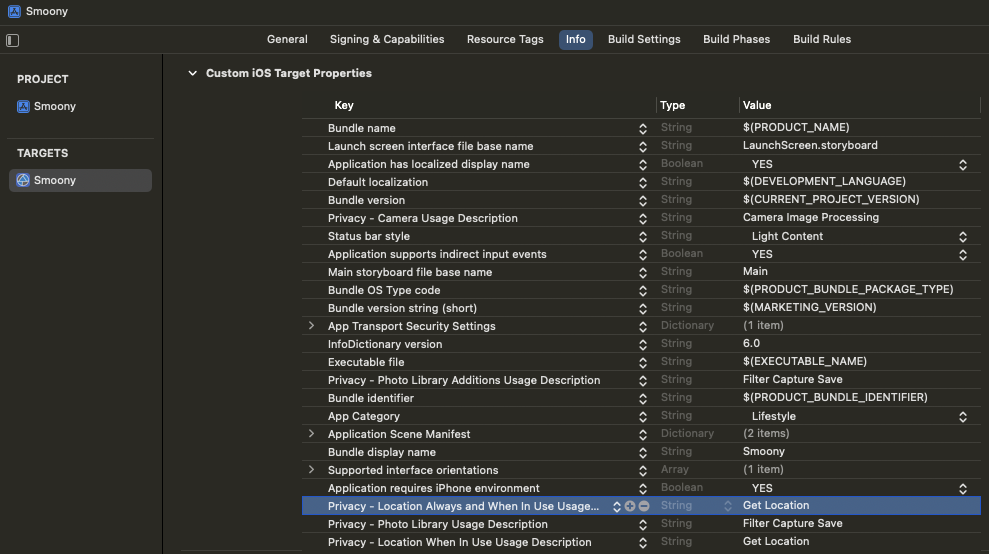 Smoony
General Signing & Capabilities Resource Tags Info Build Settings Build Phases Build Rules
PROJECT
Smoony
TARGETS
Smoony
Custom iOS Target Properties
Key Type Value
Bundle name String $(PRODUCT_NAME)
Launch screen interface file base name String LaunchScreen.storyboard
Application has localized display name Boolean YES
Default localization String $(DEVELOPMENT_LANGUAGE)
Bundle version String $(CURRENT_PROJECT_VERSION)
Privacy - Camera Usage Description String Camera Image Processing
Status bar style String Light Content
Application supports indirect input events Boolean YES
Main storyboard file base name String Main
Bundle OS Type code String $(PRODUCT_BUNDLE_PACKAGE_TYPE)
Bundle version string (short) String $(MARKETING_VERSION)
App Transport Security Settings Dictionary (1 item)
InfoDictionary version String 6.0
Executable file String $(EXECUTABLE_NAME)
Privacy - Photo Library Additions Usage Description String Filter Capture Save
Bundle identifier String $(PRODUCT_BUNDLE_IDENTIFIER)
App Category String Lifestyle
Application Scene Manifest Dictionary (2 items)
Bundle display name String Smoony
Supported interface orientations Array (1 item)
Application requires iPhone environment Boolean YES
Privacy - Location Always and When In Use Usage... String Get Location
Privacy - Photo Library Usage Description String Filter Capture Save
Privacy - Location When In Use Usage Description String Get Location